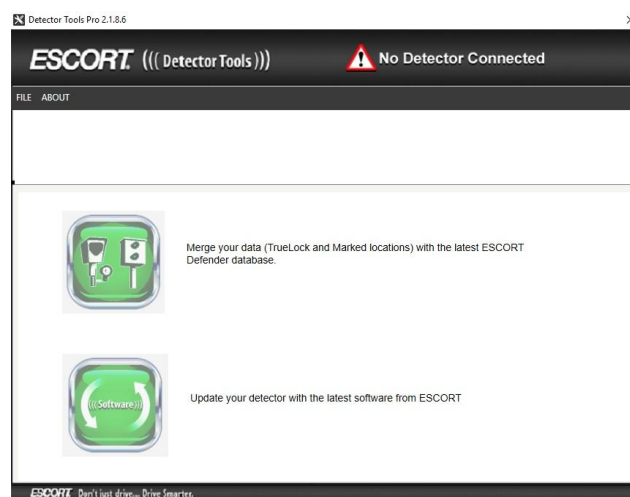 Detector Tools Pro 2.1.8.6
ESCORT ((( Detector Tools )))
No Detector Connected
FILE ABOUT
Merge your data (TrueLock and Marked locations) with the latest ESCORT
Defender database.
((( Software )))
Update your detector with the latest software from ESCORT
ESCORT Don't just drive... Drive Smarter.